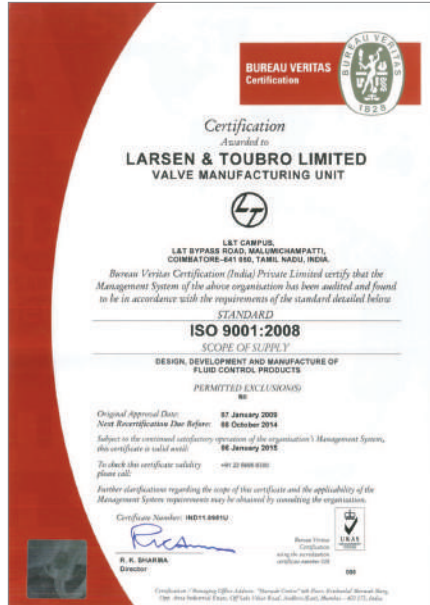 BUREAU VERITAS
Certification
BUREAU VERITAS
1828
Certification
Awarded to
LARSEN & TOUBRO LIMITED
VALVE MANUFACTURING UNIT
L&T CAMPUS,
L&T BYPASS ROAD, MALUMICHAMPATTI,
COIMBATORE-641 050, TAMIL NADU, INDIA.
Bureau Veritas Certification (India) Private Limited certify that the
Management System of the above organisation has been audited and found
to be in accordance with the requirements of the standard detailed below
STANDARD
ISO 9001:2008
SCOPE OF SUPPLY
DESIGN, DEVELOPMENT AND MANUFACTURE OF
FLUID CONTROL PRODUCTS
PERMITTED EXCLUSION(S)
Nil
Original Approval Date: 07 January 2009
Next Recertification Due Before: 08 October 2014
Subject to the continued satisfactory operation of the organisation's Management System,
this certificate is valid until: 06 January 2015
To check this certificate validity
please call:
Further clarifications regarding the scope of this certificate and the applicability of the
Management System requirements may be obtained by consulting the organisation.
Certificate Number:
R. K. SHARMA
Director
Bureau Veritas
Certification
UKAS
008